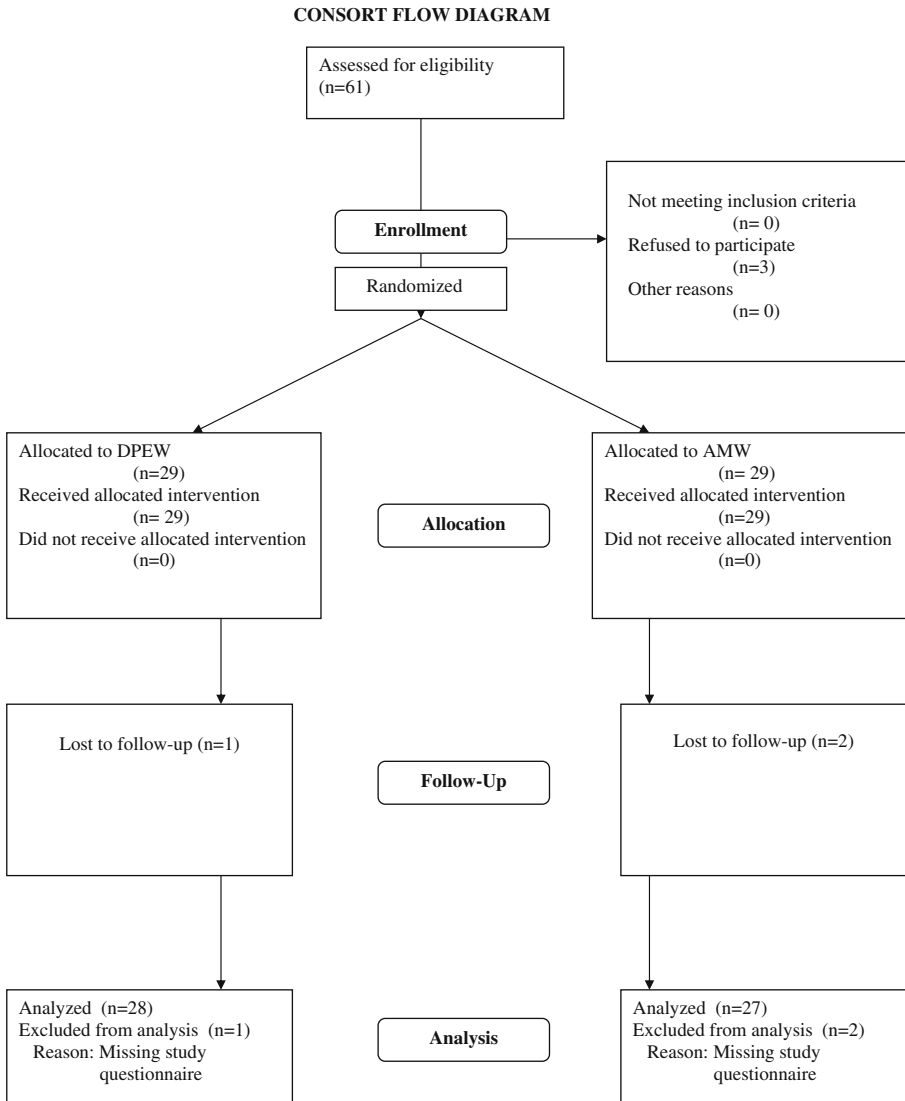 CONSORT FLOW DIAGRAM
Assessed for eligibility
(n=61)
Not meeting inclusion criteria
(n= 0)
Refused to participate
(n=3)
Other reasons
(n= 0)
Enrollment
Randomized
Allocated to DPEW
(n=29)
Received allocated intervention
(n= 29)
Did not receive allocated intervention
(n=0)
Allocation
Allocated to AMW
(n= 29)
Received allocated intervention
(n=29)
Did not receive allocated intervention
(n=0)
Lost to follow-up (n=1)
Follow-Up
Lost to follow-up (n=2)
Analyzed (n=28)
Excluded from analysis (n=1)
Reason: Missing study
questionnaire
Analysis
Analyzed (n=27)
Excluded from analysis (n=2)
Reason: Missing study
questionnaire